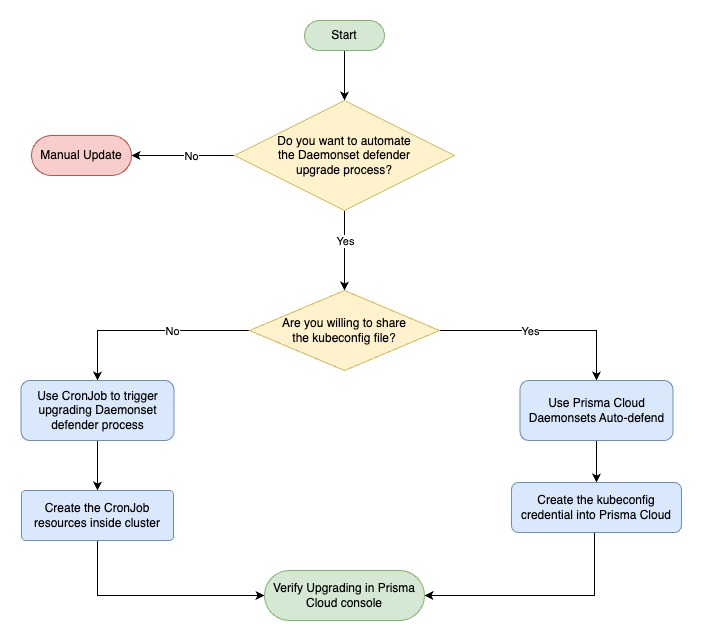 Start
Do you want to automate
the Daemonset defender
upgrade process?
No
Manual Update
Yes
Are you willing to share
the kubeconfig file?
No
Yes
Use CronJob to trigger
upgrading Daemonset
defender process
Use Prisma Cloud
Daemonsets Auto-defend
Create the CronJob
resources inside cluster
Create the kubeconfig
credential into Prisma Cloud
Verify Upgrading in Prisma
Cloud console